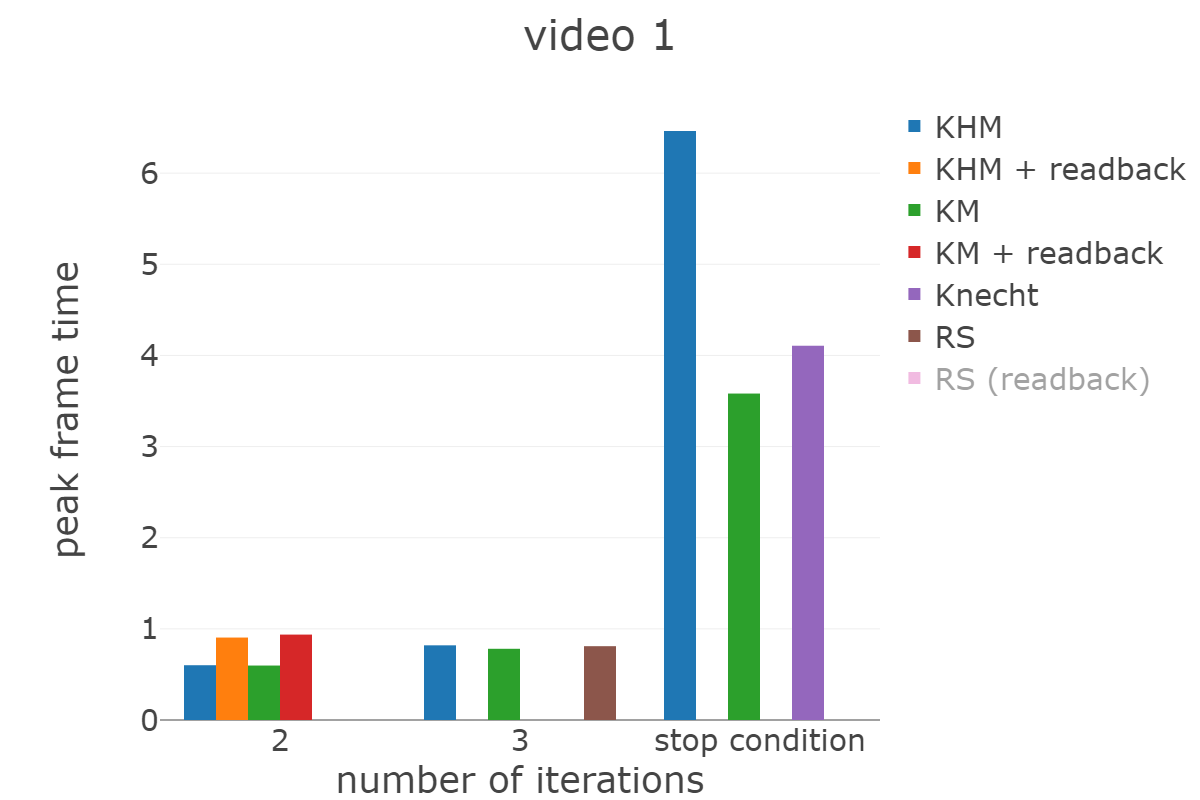 video 1
KHM
KHM + readback
KM
KM + readback
Knecht
RS
RS (readback)
peak frame time
6
5
4
3
2
1
0
2
3
stop condition
number of iterations